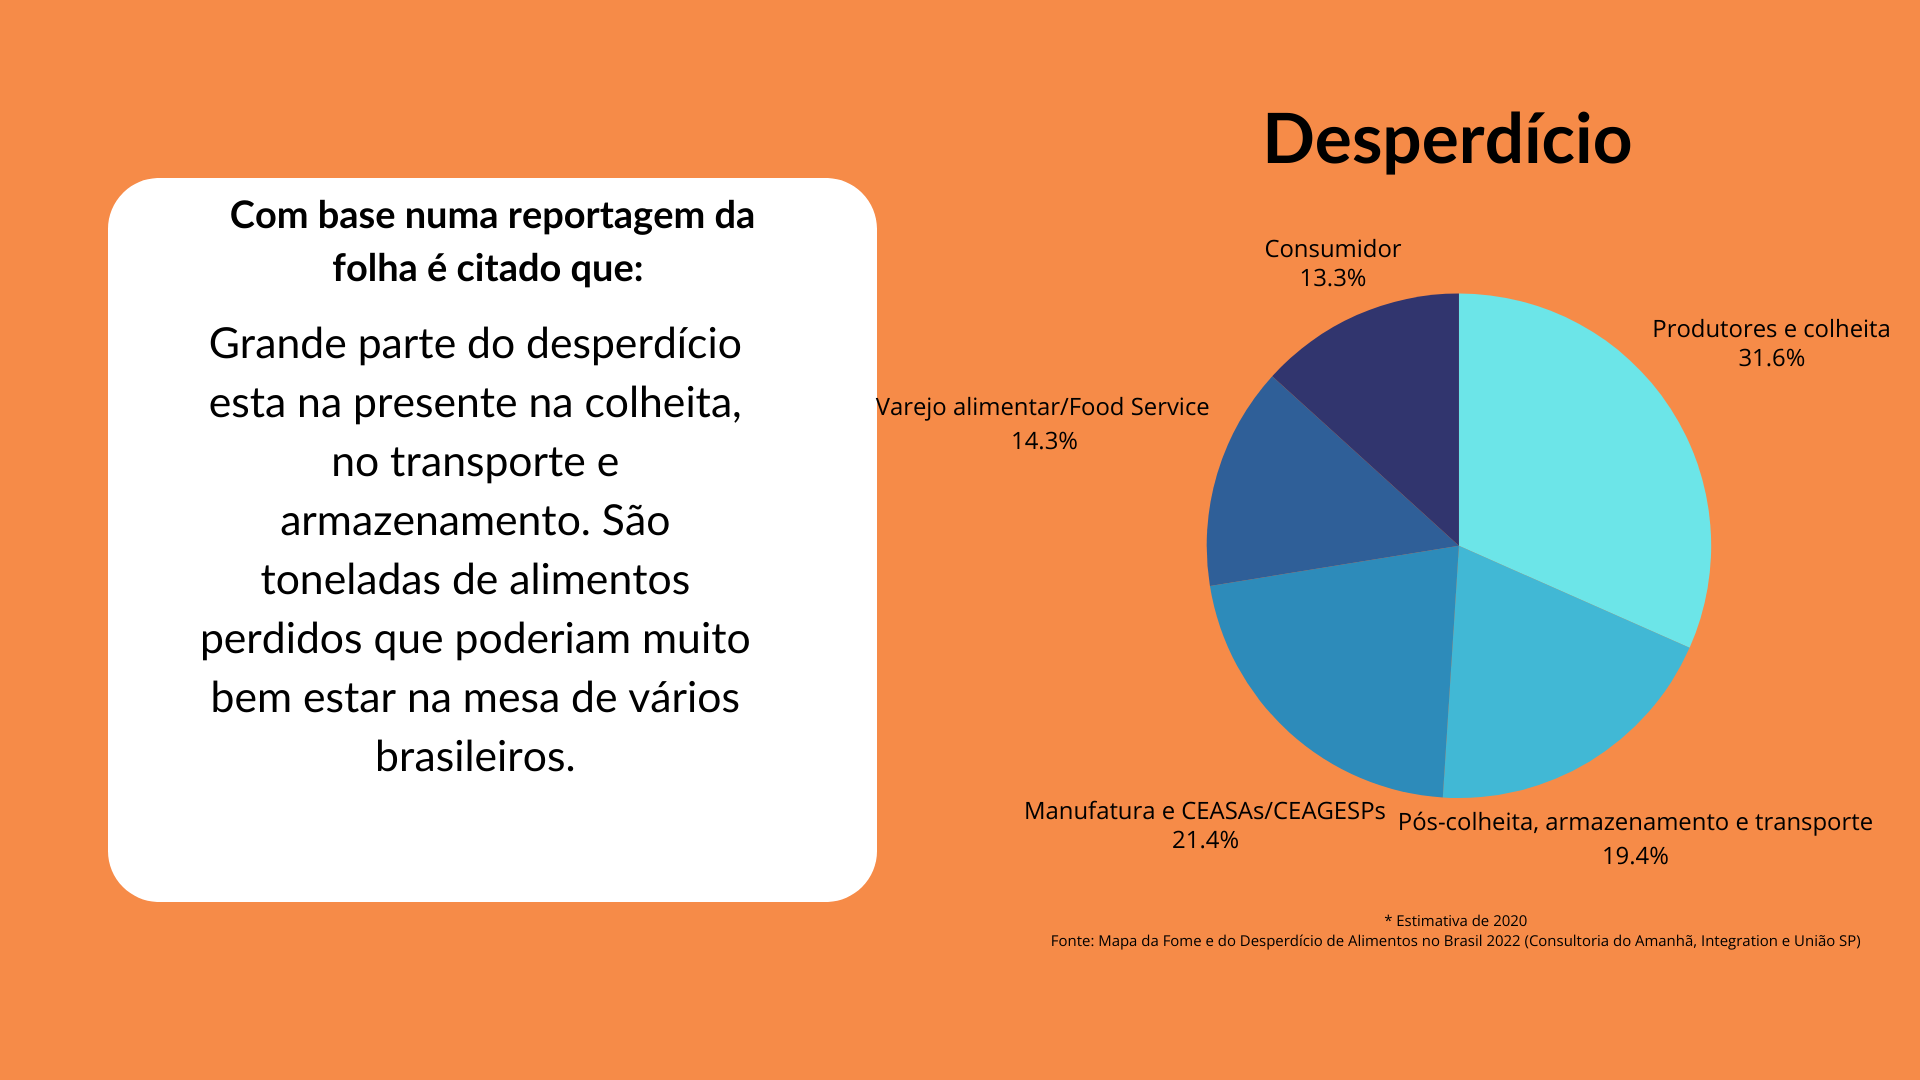 Com base numa reportagem da
folha é citado que:
Grande parte do desperdício
esta na presente na colheita,
no transporte e
armazenamento. São
toneladas de alimentos
perdidos que poderiam muito
bem estar na mesa de vários
brasileiros.
Desperdício
Consumidor
13.3%
Produtores e colheita
31.6%
Varejo alimentar/Food Service
14.3%
Manufatura e CEASAs/CEAGESPs
21.4%
Pós-colheita, armazenamento e transporte
19.4%
* Estimativa de 2020
Fonte: Mapa da Fome e do Desperdício de Alimentos no Brasil 2022 (Consultoria do Amanhã, Integration e União SP)